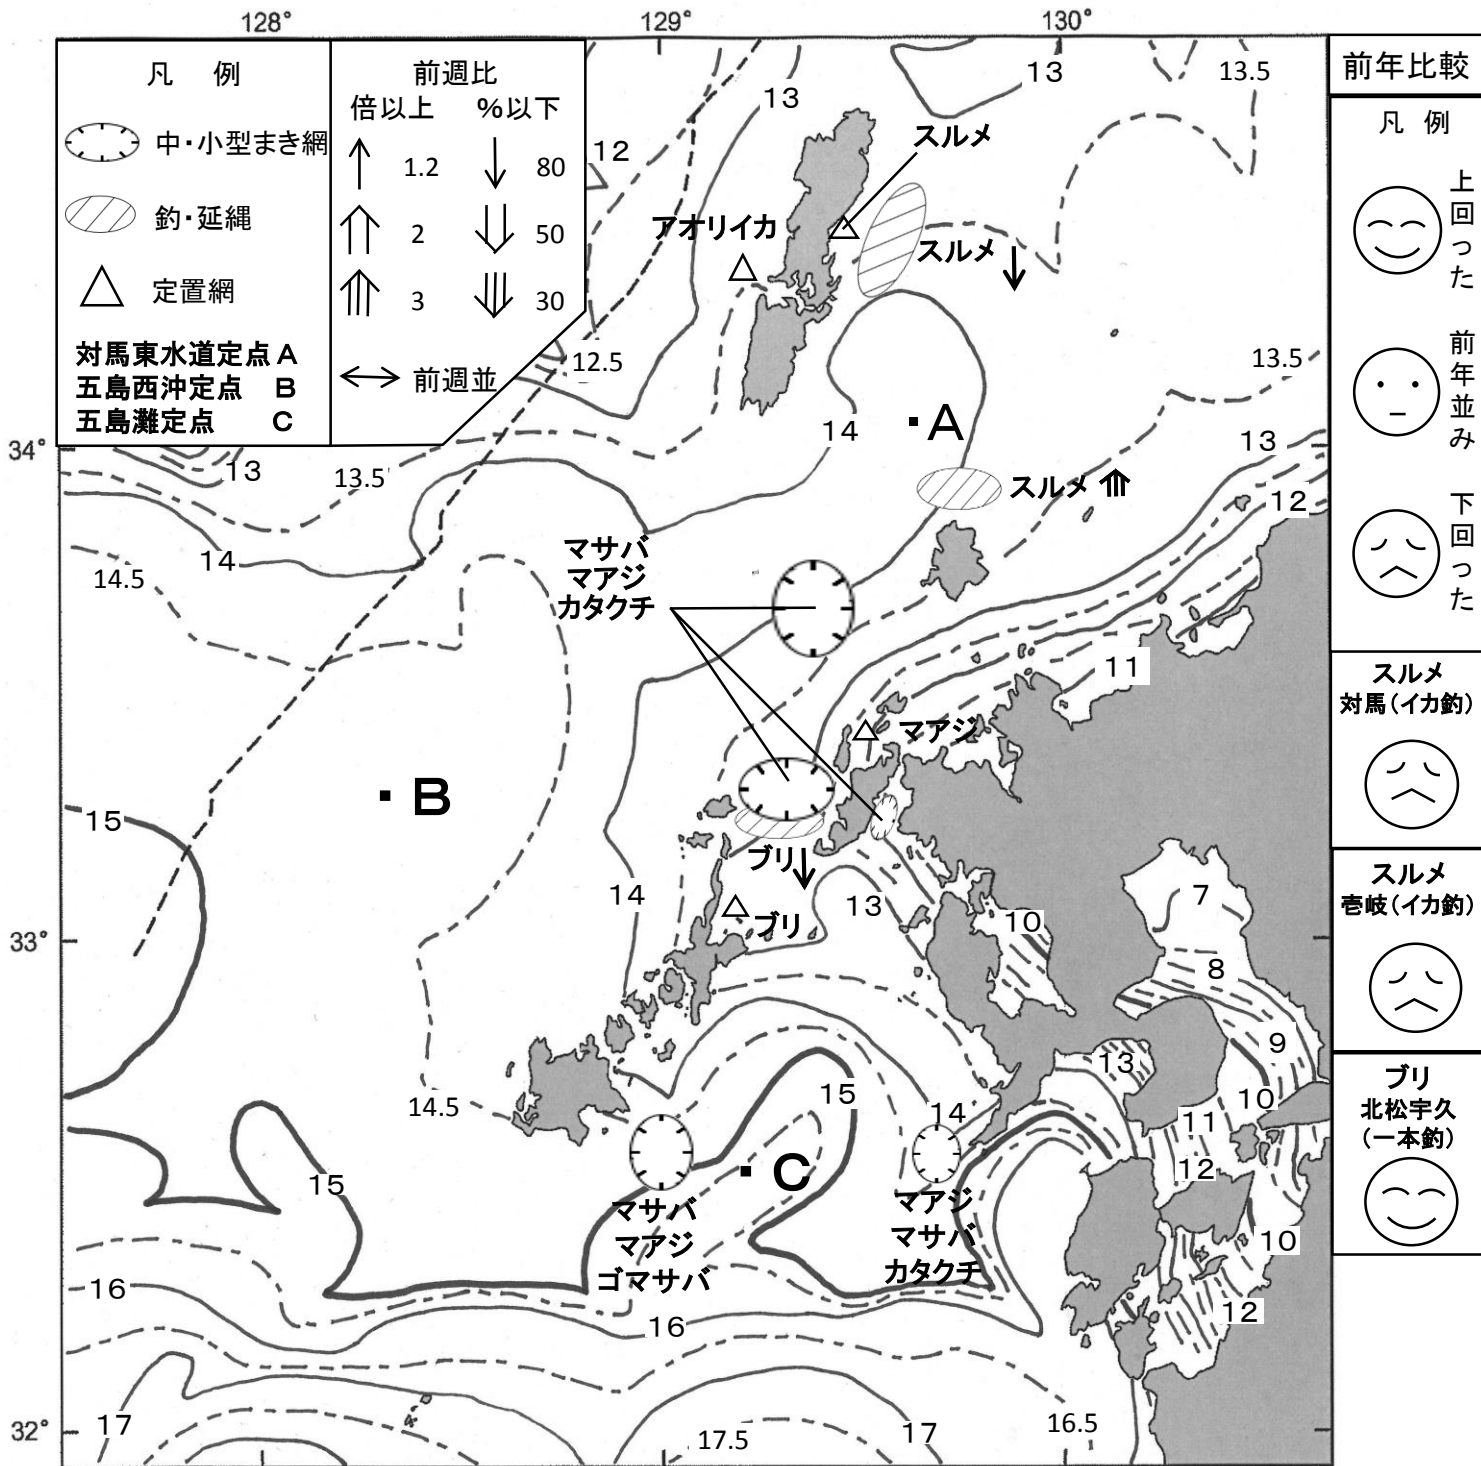 128°
129°
130°
凡 例
中・小型まき網
釣・延縄
定置網
対馬東水道定点 A
五島西沖定点 B
五島灘定点 C
前週比
倍以上 %以下
1.2 80
2 50
3 30
前週並
前年比較
凡 例
上回った
前年並み
下回った
スルメ
対馬(イカ釣)
スルメ
壱岐(イカ釣)
ブリ
北松宇久
(一本釣)
13
13.5
13
12
スルメ
アオリイカ
スルメ
12.5
13.5
A
14
34°
13
13.5
13
スルメ
12
14
14.5
マサバ
マアジ
カタクチ
11
マアジ
B
15
ブリ
14
13
7
10
ブリ
33°
8
9
13
15
14.5
14
10
11
15
C
12
マサバ
マアジ
ゴマサバ
マアジ
マサバ
カタクチ
10
16
16
12
17
17.5
17
16.5
32°